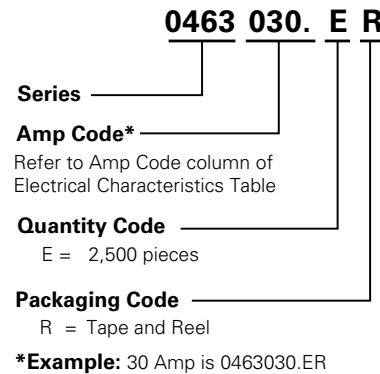 0463 030. E R
Series
Amp Code*
Refer to Amp Code column of
Electrical Characteristics Table
Quantity Code
E = 2,500 pieces
Packaging Code
R = Tape and Reel
*Example: 30 Amp is 0463030.ER